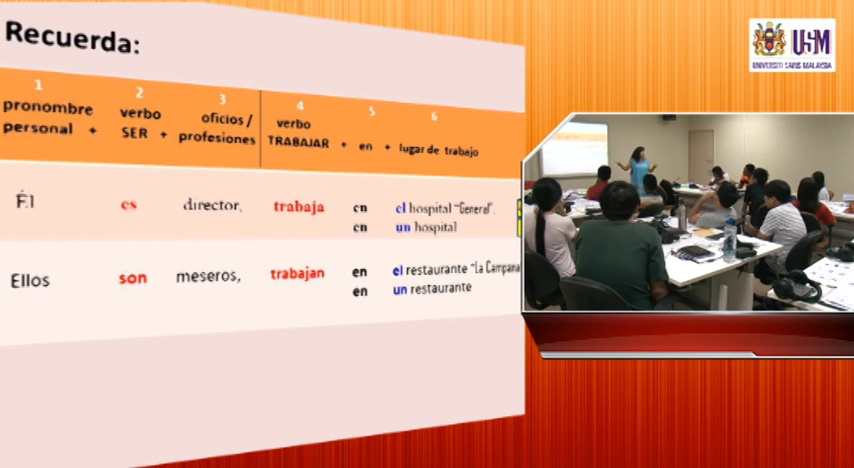 Recuerda:
1 2 3 4 5 6
pronombre personal + verbo SER + oficios / profesiones verbo TRABAJAR + en + lugar de trabajo
Él es director, trabaja en el hospital "General".
en un hospital
Ellos son meseros, trabajan en el restaurante "La Campana
en un restaurante
USM
UNIVERSITI SAINS MALAYSIA